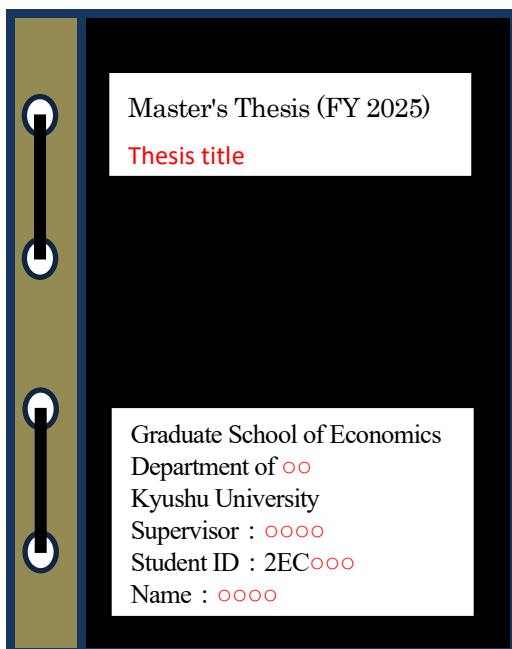 Master's Thesis (FY 2025)
Thesis title
Graduate School of Economics
Department of ○○
Kyushu University
Supervisor：○○○○
Student ID：2EC○○○
Name：○○○○